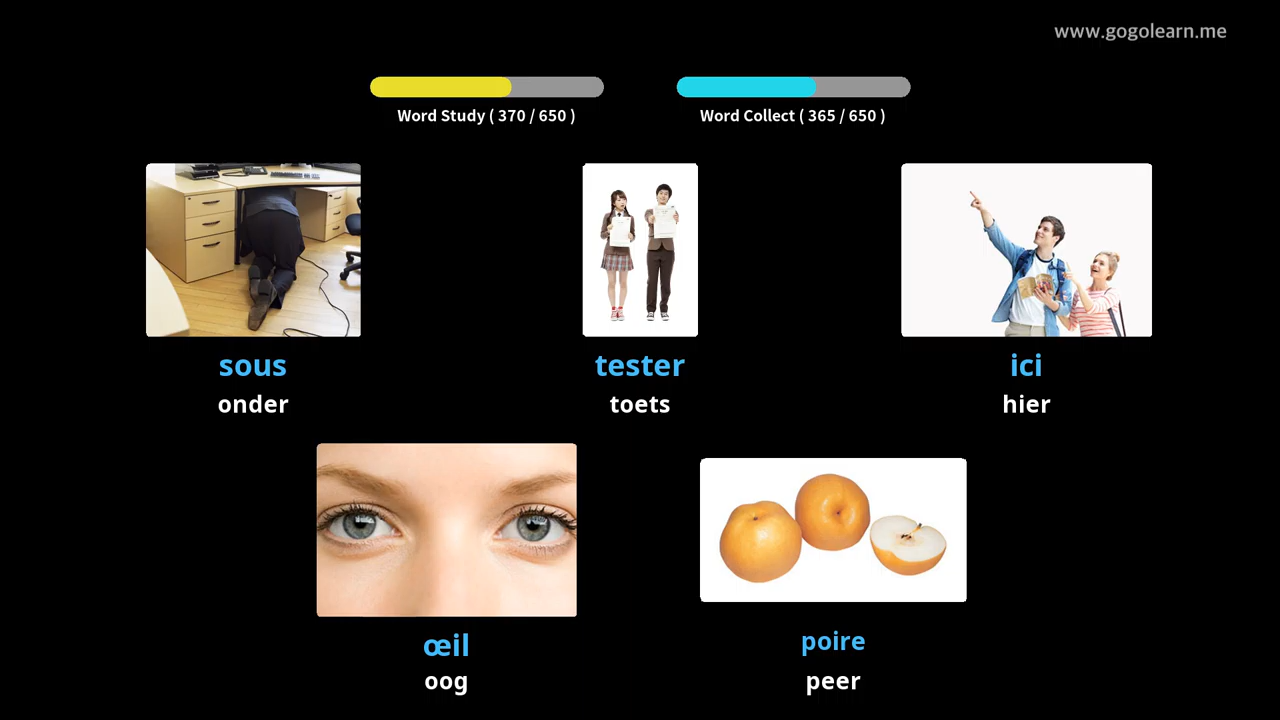 www.gogolearn.me
Word Study ( 370 / 650 )
Word Collect ( 365 / 650 )
sous
onder
tester
toets
ici
hier
œil
oog
poire
peer